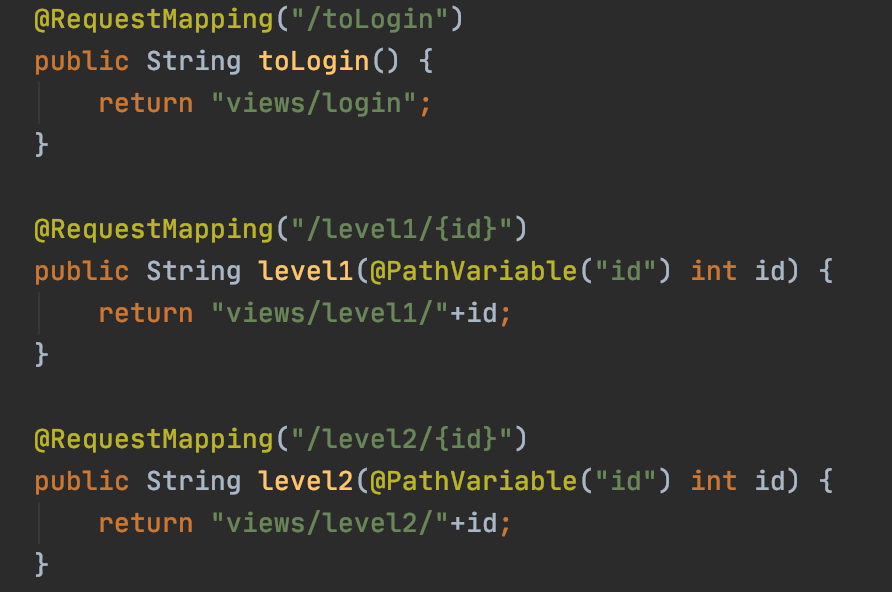 @RequestMapping("/toLogin")
public String toLogin() {
    return "views/login";
}
@RequestMapping("/level1/{id}")
public String level1(@PathVariable("id") int id) {
    return "views/level1/"+id;
}
@RequestMapping("/level2/{id}")
public String level2(@PathVariable("id") int id) {
    return "views/level2/"+id;
}